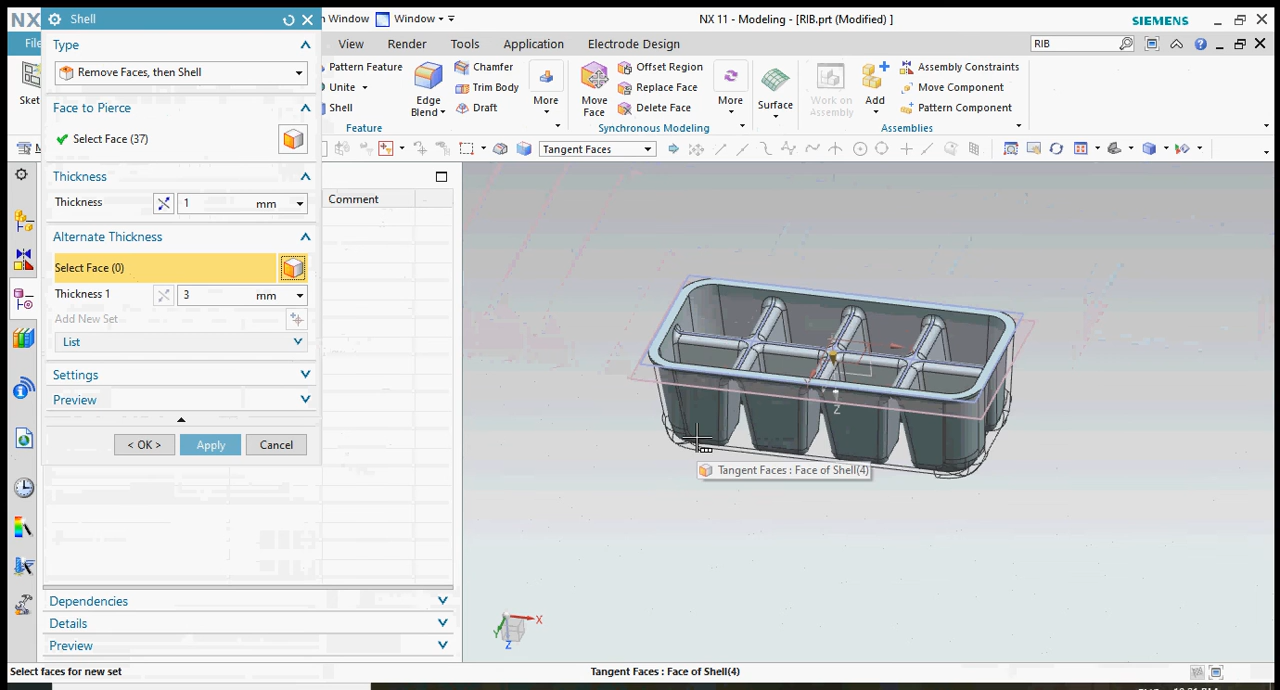 NX
Shell
n Window
Window
NX 11 - Modeling - [RIB.prt (Modified) ]
SIEMENS
File
View
Render
Tools
Application
Electrode Design
RIB
Type
Remove Faces, then Shell
Sket
Pattern Feature
Unite
Shell
Edge
Blend
Chamfer
Trim Body
Draft
More
Feature
Move
Face
Offset Region
Replace Face
Delete Face
More
Synchronous Modeling
Surface
Work on
Assembly
Add
Assembly Constraints
Move Component
Pattern Component
Assemblies
Face to Pierce
Select Face (37)
M
Tangent Faces
Thickness
Thickness
1
mm
Comment
Alternate Thickness
Select Face (0)
Thickness 1
3
mm
Add New Set
List
Settings
Preview
< OK >
Apply
Cancel
Z
Tangent Faces : Face of Shell(4)
X
Y
Z
Dependencies
Details
Preview
Select faces for new set
Tangent Faces : Face of Shell(4)